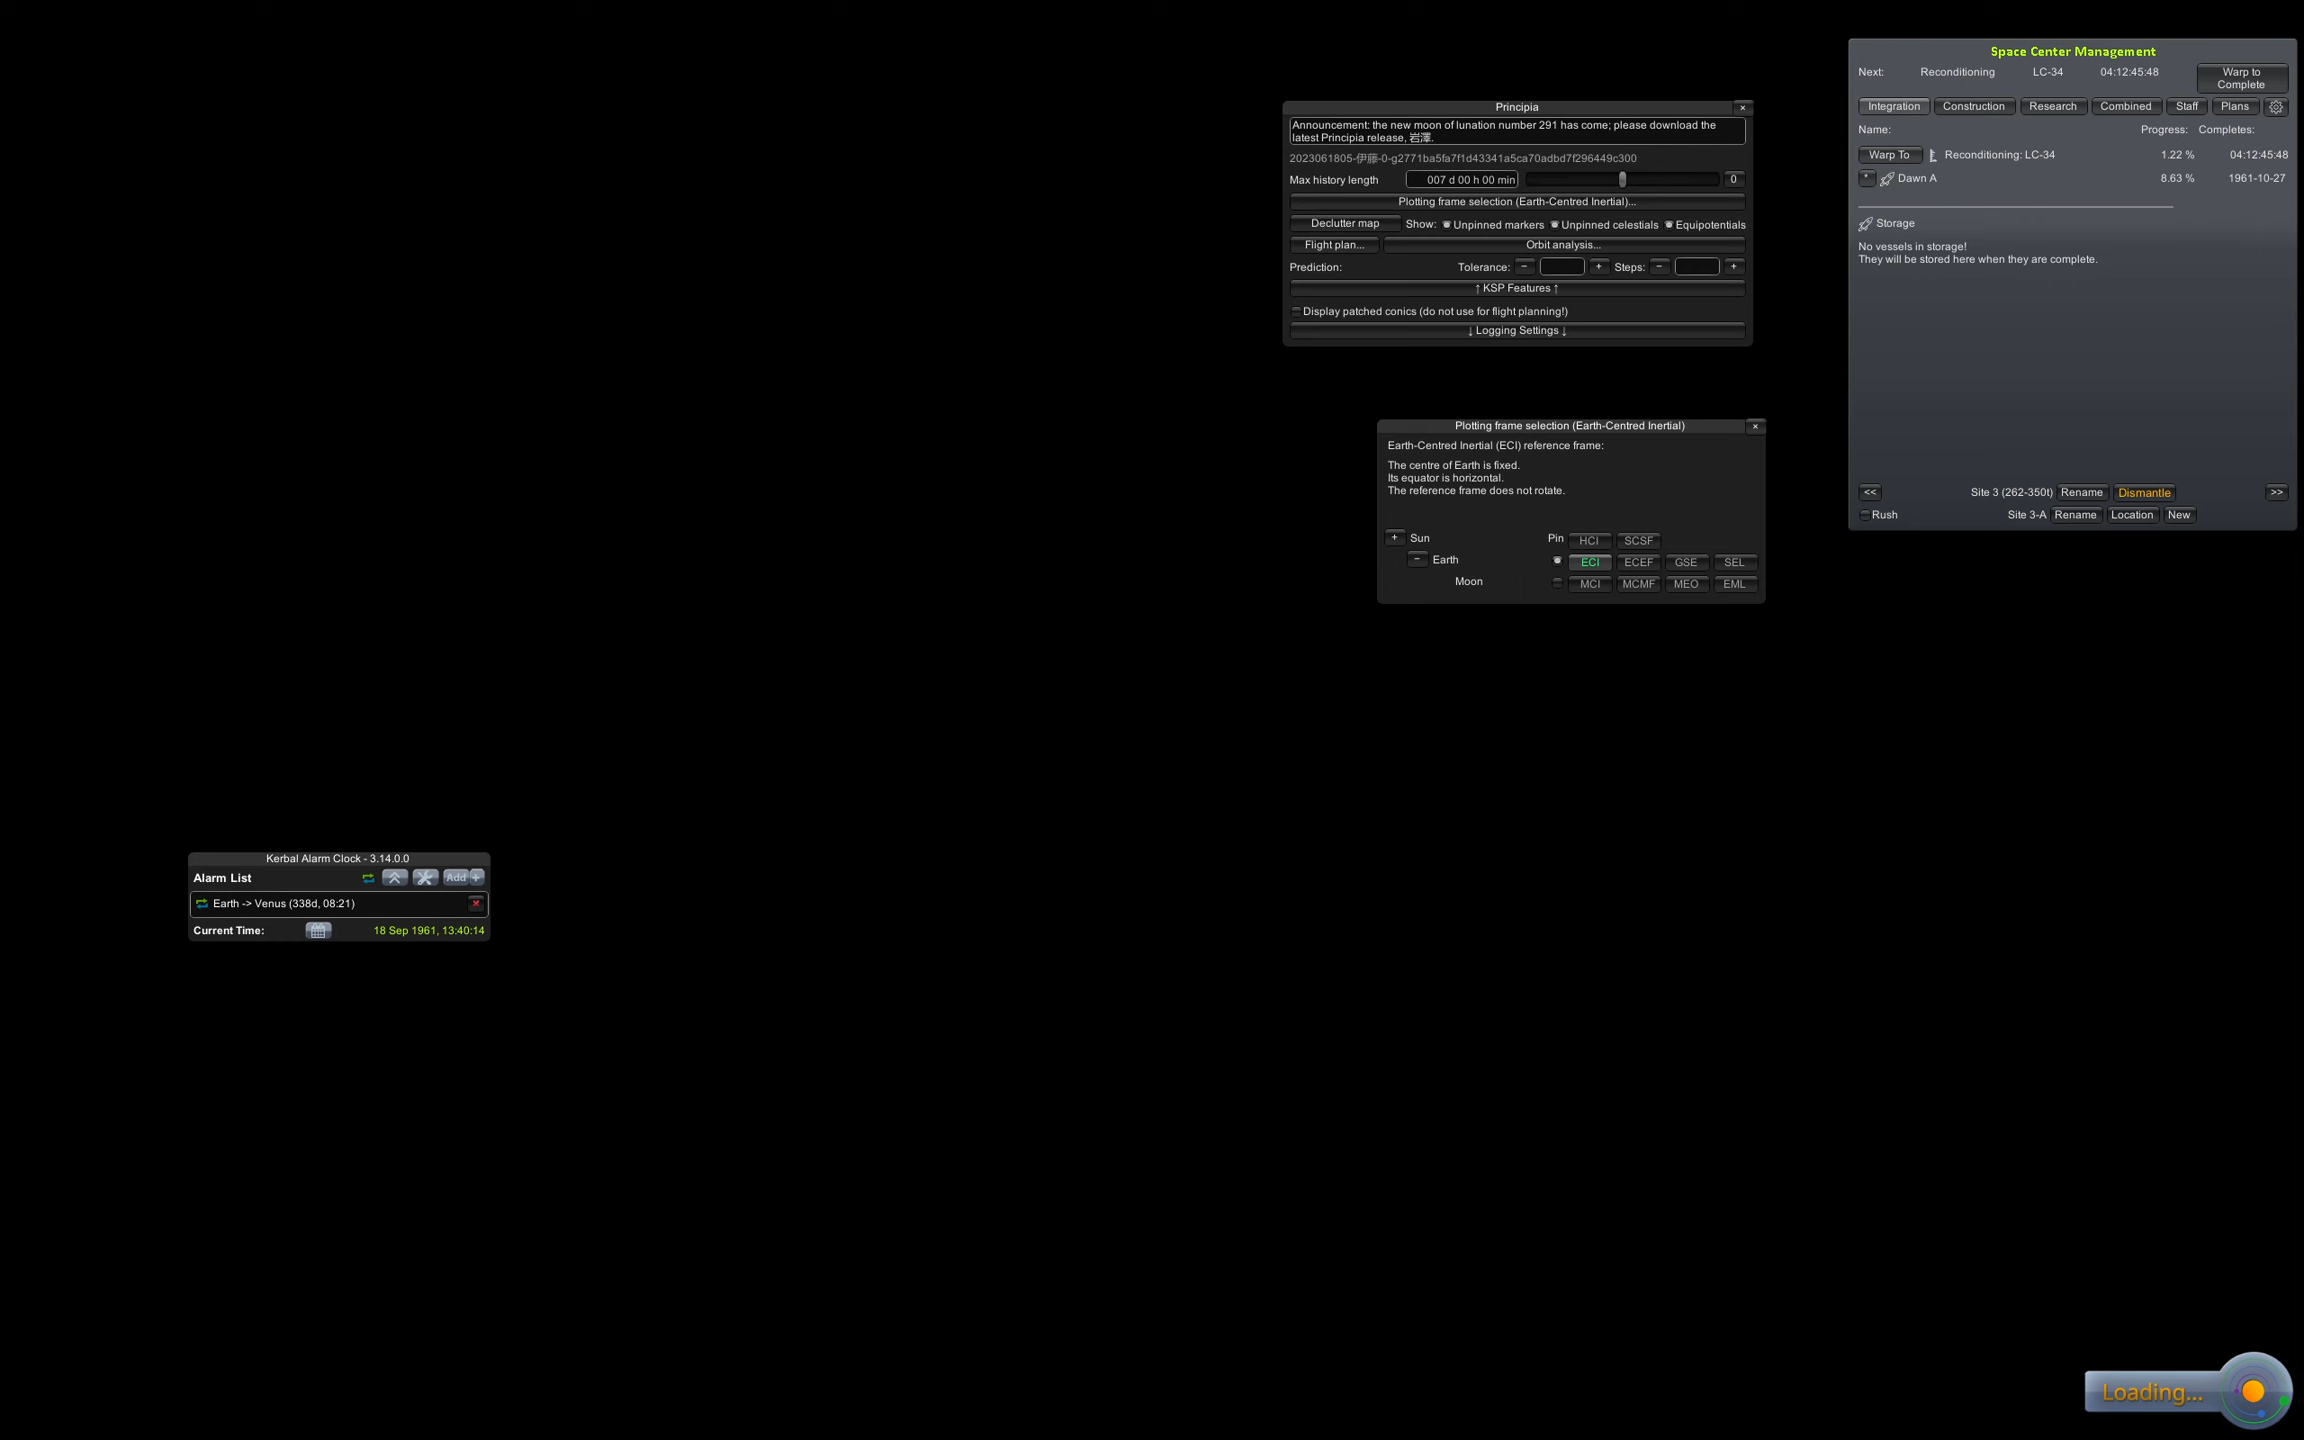 Space Center Management
Next: Reconditioning LC-34 04:12:45:48 Warp to Complete
Integration Construction Research Combined Staff Plans
Name: Progress: Completes:
Warp To Reconditioning: LC-34 1.22 % 04:12:45:48
* Dawn A 8.63 % 1961-10-27
Storage
No vessels in storage!
They will be stored here when they are complete.
<< Site 3 (262-350t) Rename Dismantle >>
Rush Site 3-A Rename Location New
Principia ×
Announcement: the new moon of lunation number 291 has come; please download the
latest Principia release, 岩澤.
2023061805-伊藤-0-g2771ba5fa7f1d43341a5ca70adbd7f296449c300
Max history length 007 d 00 h 00 min 0
Plotting frame selection (Earth-Centred Inertial)...
Declutter map Show: Unpinned markers Unpinned celestials Equipotentials
Flight plan... Orbit analysis...
Prediction: Tolerance: − + Steps: − +
↑ KSP Features ↑
Display patched conics (do not use for flight planning!)
↓ Logging Settings ↓
Plotting frame selection (Earth-Centred Inertial) ×
Earth-Centred Inertial (ECI) reference frame:
The centre of Earth is fixed.
Its equator is horizontal.
The reference frame does not rotate.
+ Sun Pin HCI SCSF
− Earth ECI ECEF GSE SEL
Moon MCI MCMF MEO EML
Kerbal Alarm Clock - 3.14.0.0
Alarm List Add +
Earth -> Venus (338d, 08:21)
Current Time: 18 Sep 1961, 13:40:14
Loading...